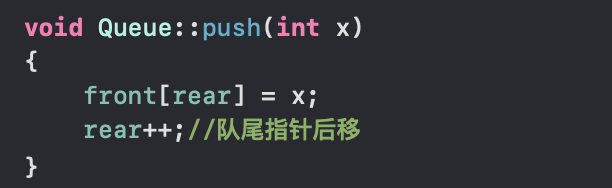 void Queue::push(int x)
{
    front[rear] = x;
    rear++;//队尾指针后移
}